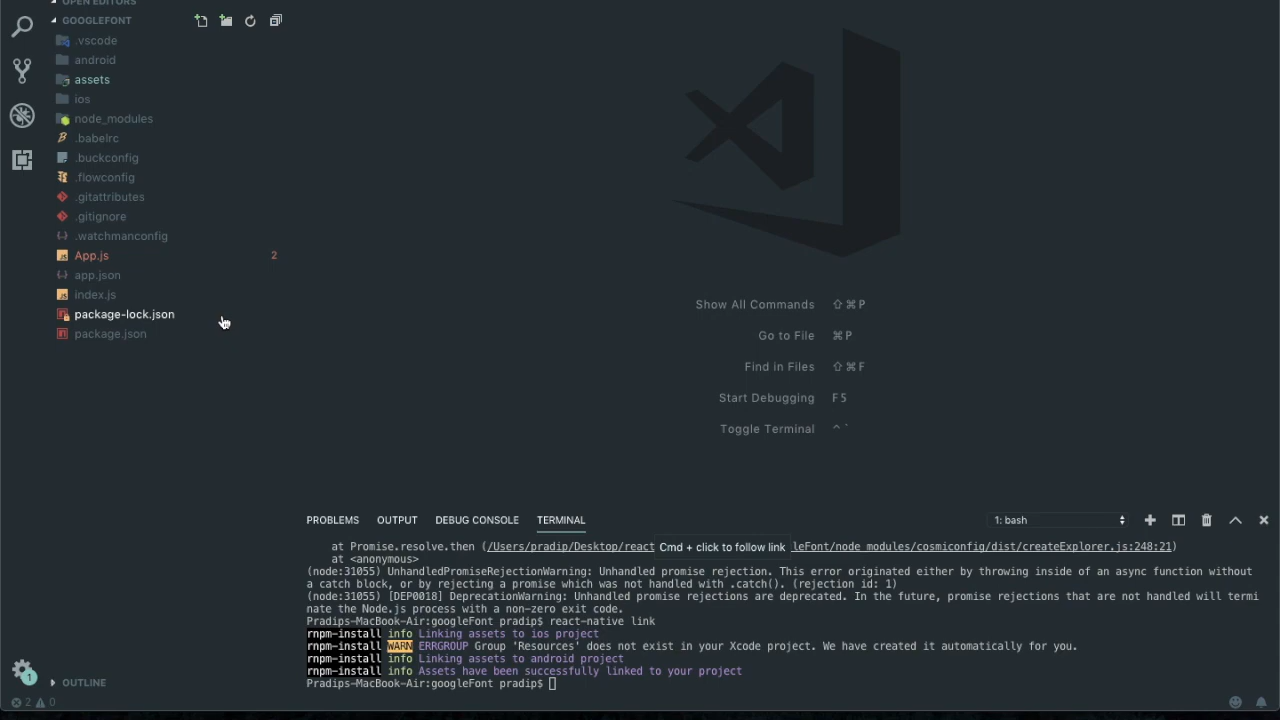 OPEN EDITORS
GOOGLEFONT
.vscode
android
assets
ios
node_modules
.babelrc
.buckconfig
.flowconfig
.gitattributes
.gitignore
.watchmanconfig
App.js 2
app.json
index.js
package-lock.json
package.json
Show All Commands ⇧⌘P
Go to File ⌘P
Find in Files ⇧⌘F
Start Debugging F5
Toggle Terminal ⌃`
PROBLEMS OUTPUT DEBUG CONSOLE TERMINAL 1: bash
at Promise.resolve.then (/Users/pradip/Desktop/react Cmd + click to follow link leFont/node_modules/cosmiconfig/dist/createExplorer.js:248:21)
at <anonymous>
(node:31055) UnhandledPromiseRejectionWarning: Unhandled promise rejection. This error originated either by throwing inside of an async function without
a catch block, or by rejecting a promise which was not handled with .catch(). (rejection id: 1)
(node:31055) [DEP0018] DeprecationWarning: Unhandled promise rejections are deprecated. In the future, promise rejections that are not handled will termi
nate the Node.js process with a non-zero exit code.
Pradips-MacBook-Air:googleFont pradip$ react-native link
rnpm-install info Linking assets to ios project
rnpm-install WARN ERRGROUP Group 'Resources' does not exist in your Xcode project. We have created it automatically for you.
rnpm-install info Linking assets to android project
rnpm-install info Assets have been successfully linked to your project
Pradips-MacBook-Air:googleFont pradip$
1
OUTLINE
2 0